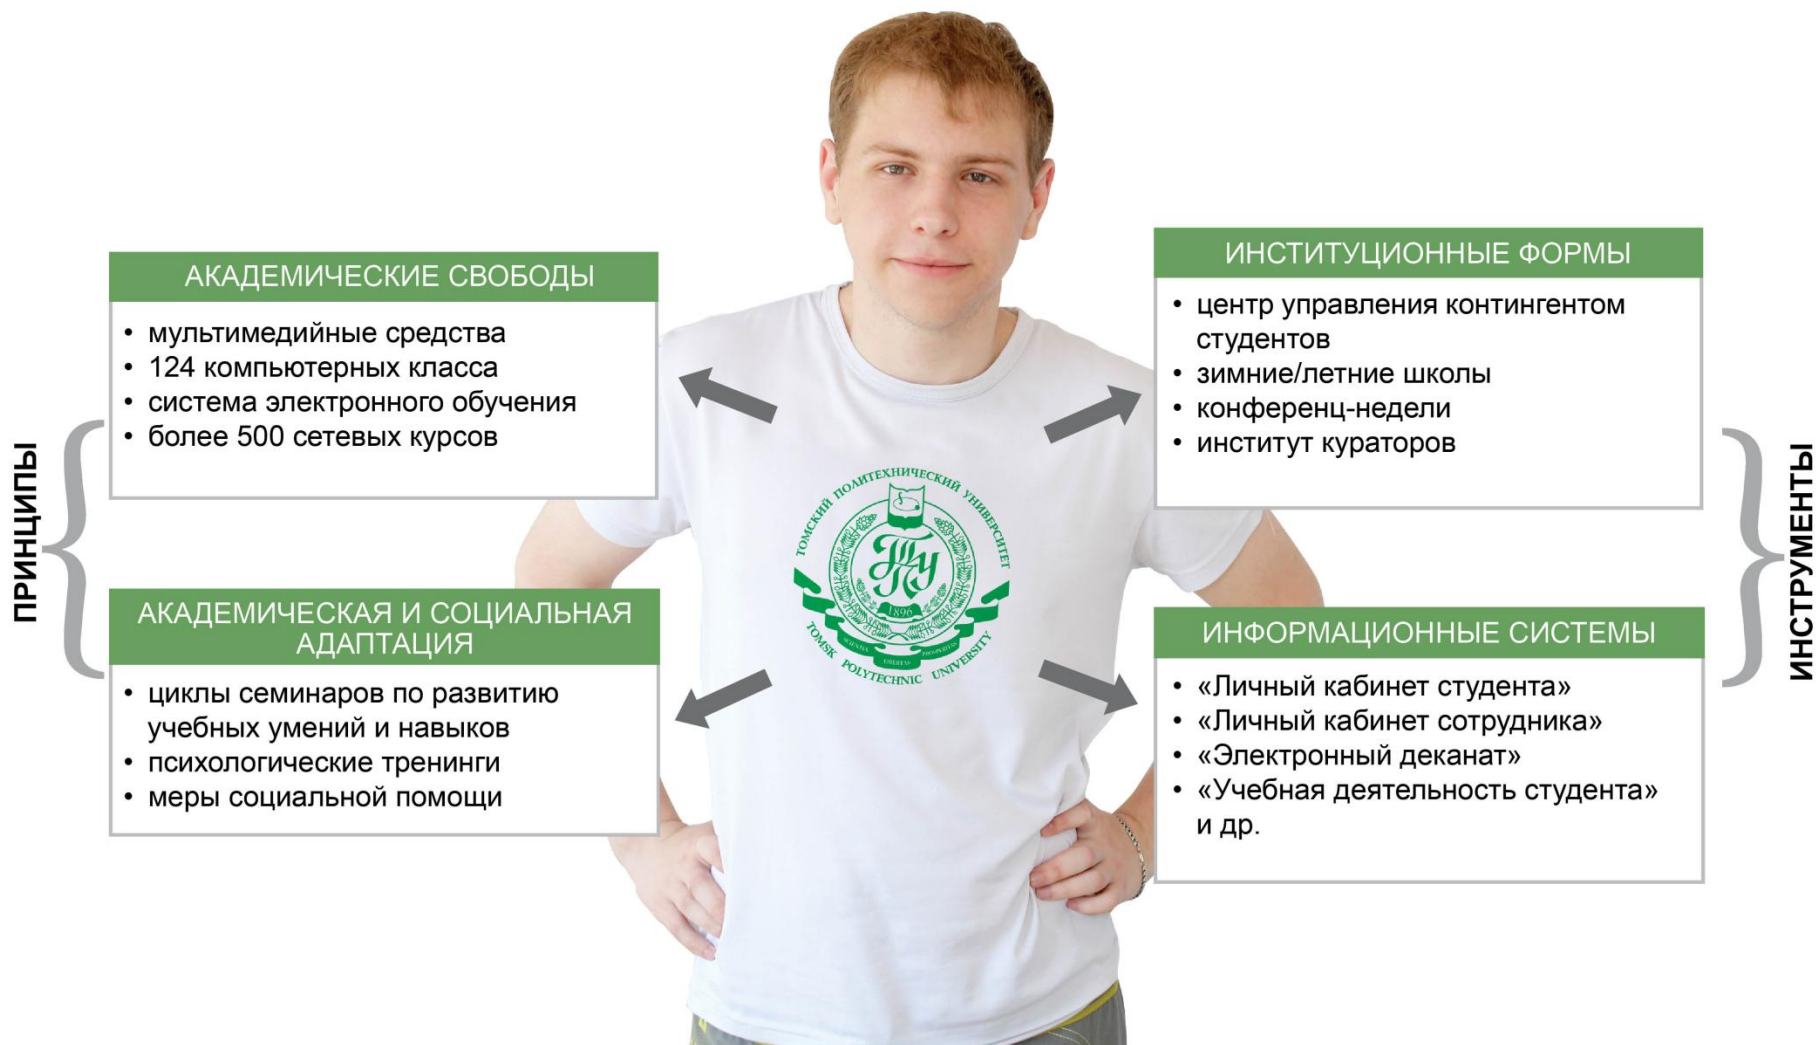 ПРИНЦИПЫ
АКАДЕМИЧЕСКИЕ СВОБОДЫ
• мультимедийные средства
• 124 компьютерных класса
• система электронного обучения
• более 500 сетевых курсов
АКАДЕМИЧЕСКАЯ И СОЦИАЛЬНАЯ
АДАПТАЦИЯ
• циклы семинаров по развитию
учебных умений и навыков
• психологические тренинги
• меры социальной помощи
ТОМСКИЙ ПОЛИТЕХНИЧЕСКИЙ УНИВЕРСИТЕТ
ТПУ
1896
TOMSK POLYTECHNIC UNIVERSITY
ИНСТИТУЦИОННЫЕ ФОРМЫ
• центр управления контингентом
студентов
• зимние/летние школы
• конференц-недели
• институт кураторов
ИНФОРМАЦИОННЫЕ СИСТЕМЫ
• «Личный кабинет студента»
• «Личный кабинет сотрудника»
• «Электронный деканат»
• «Учебная деятельность студента»
и др.
ИНСТРУМЕНТЫ